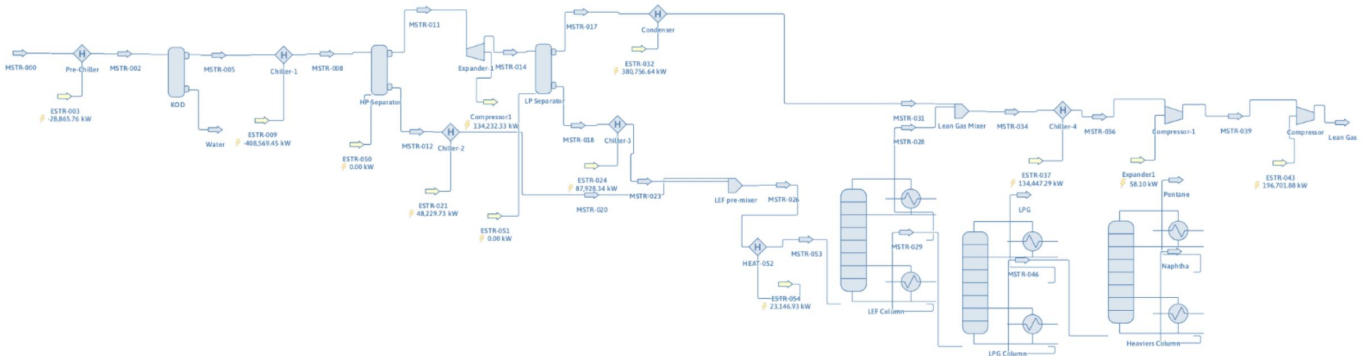 MSTR-000
Pre-Chiller
MSTR-002
ESTR-003
-28,865.76 kW
KOD
MSTR-005
Water
H
Chiller-1
ESTR-009
-408,569.45 kW
MSTR-008
HP Separator
ESTR-050
0.00 kW
MSTR-011
MSTR-012
Chiller-2
ESTR-021
48,229.73 kW
Expander-1
MSTR-014
Compressor1
134,232.33 kW
LP Separator
ESTR-051
0.00 kW
MSTR-017
Condenser
ESTR-032
380,756.64 kW
MSTR-018
Chiller-3
ESTR-024
87,928.34 kW
MSTR-020
MSTR-023
LEF pre-mixer
MSTR-026
HEAT-052
MSTR-053
ESTR-054
23,146.93 kW
LEF Column
MSTR-031
MSTR-028
MSTR-029
Lean Gas Mixer
MSTR-034
Chiller-4
ESTR-037
134,447.29 kW
LPG
MSTR-046
LPG Column
MSTR-036
Compressor-1
Expander1
58.10 kW
Pentane
Naphtha
Heaviers Column
MSTR-039
Compressor
ESTR-043
196,701.88 kW
Lean Gas